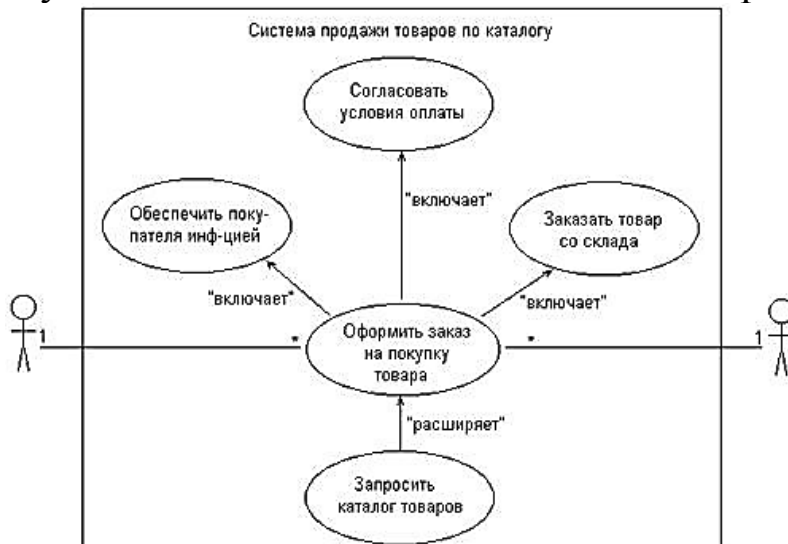 Система продажи товаров по каталогу
Согласовать
условия оплаты
"включает"
Обеспечить поку-
пателя инф-цией
Заказать товар
со склада
"включает"
"включает"
1
*
Оформить заказ
на покупку
товара
*
1
"расширяет"
Запросить
каталог товаров